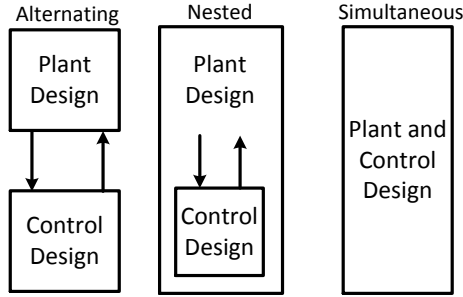 Alternating
Nested
Simultaneous
Plant
Design
Control
Design
Plant
Design
Control
Design
Plant and
Control
Design